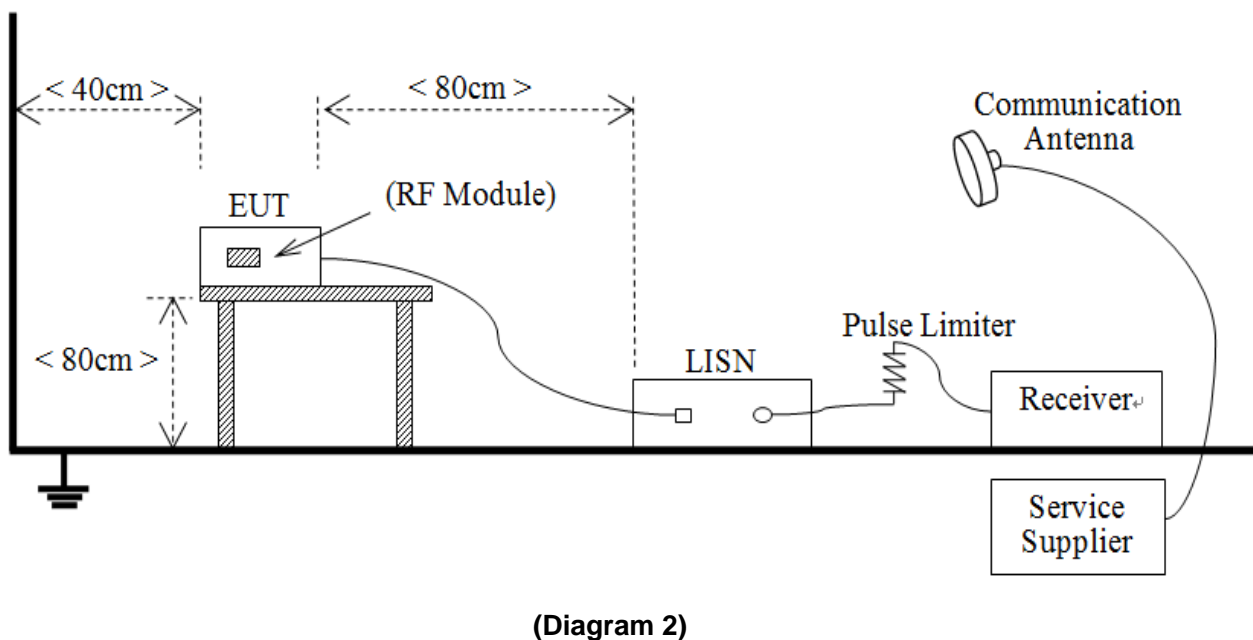 < 40cm >
< 80cm >
Communication
Antenna
(RF Module)
EUT
< 80cm >
Pulse Limiter
LISN
Receiver↵
Service
Supplier
(Diagram 2)